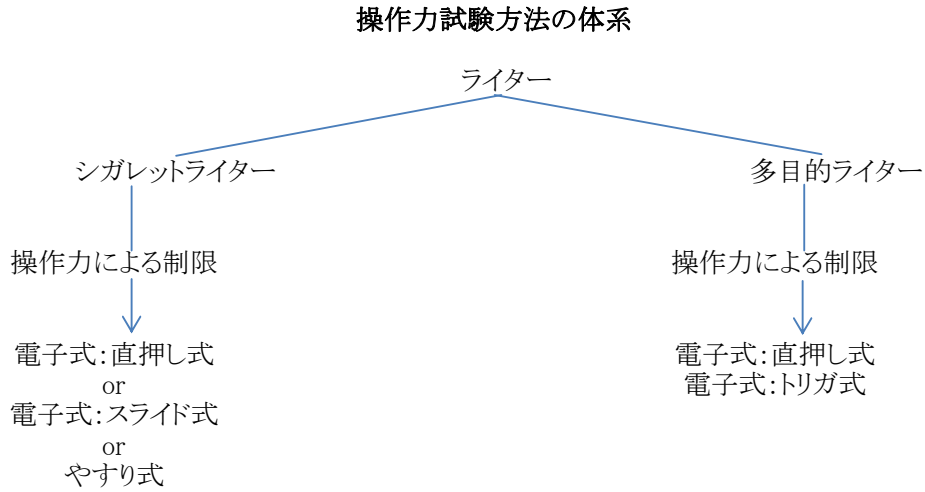 操作力試験方法の体系
ライター
シガレットライター
多目的ライター
操作力による制限
操作力による制限
電子式:直押し式
or
電子式:スライド式
or
やすり式
電子式:直押し式
電子式:トリガ式